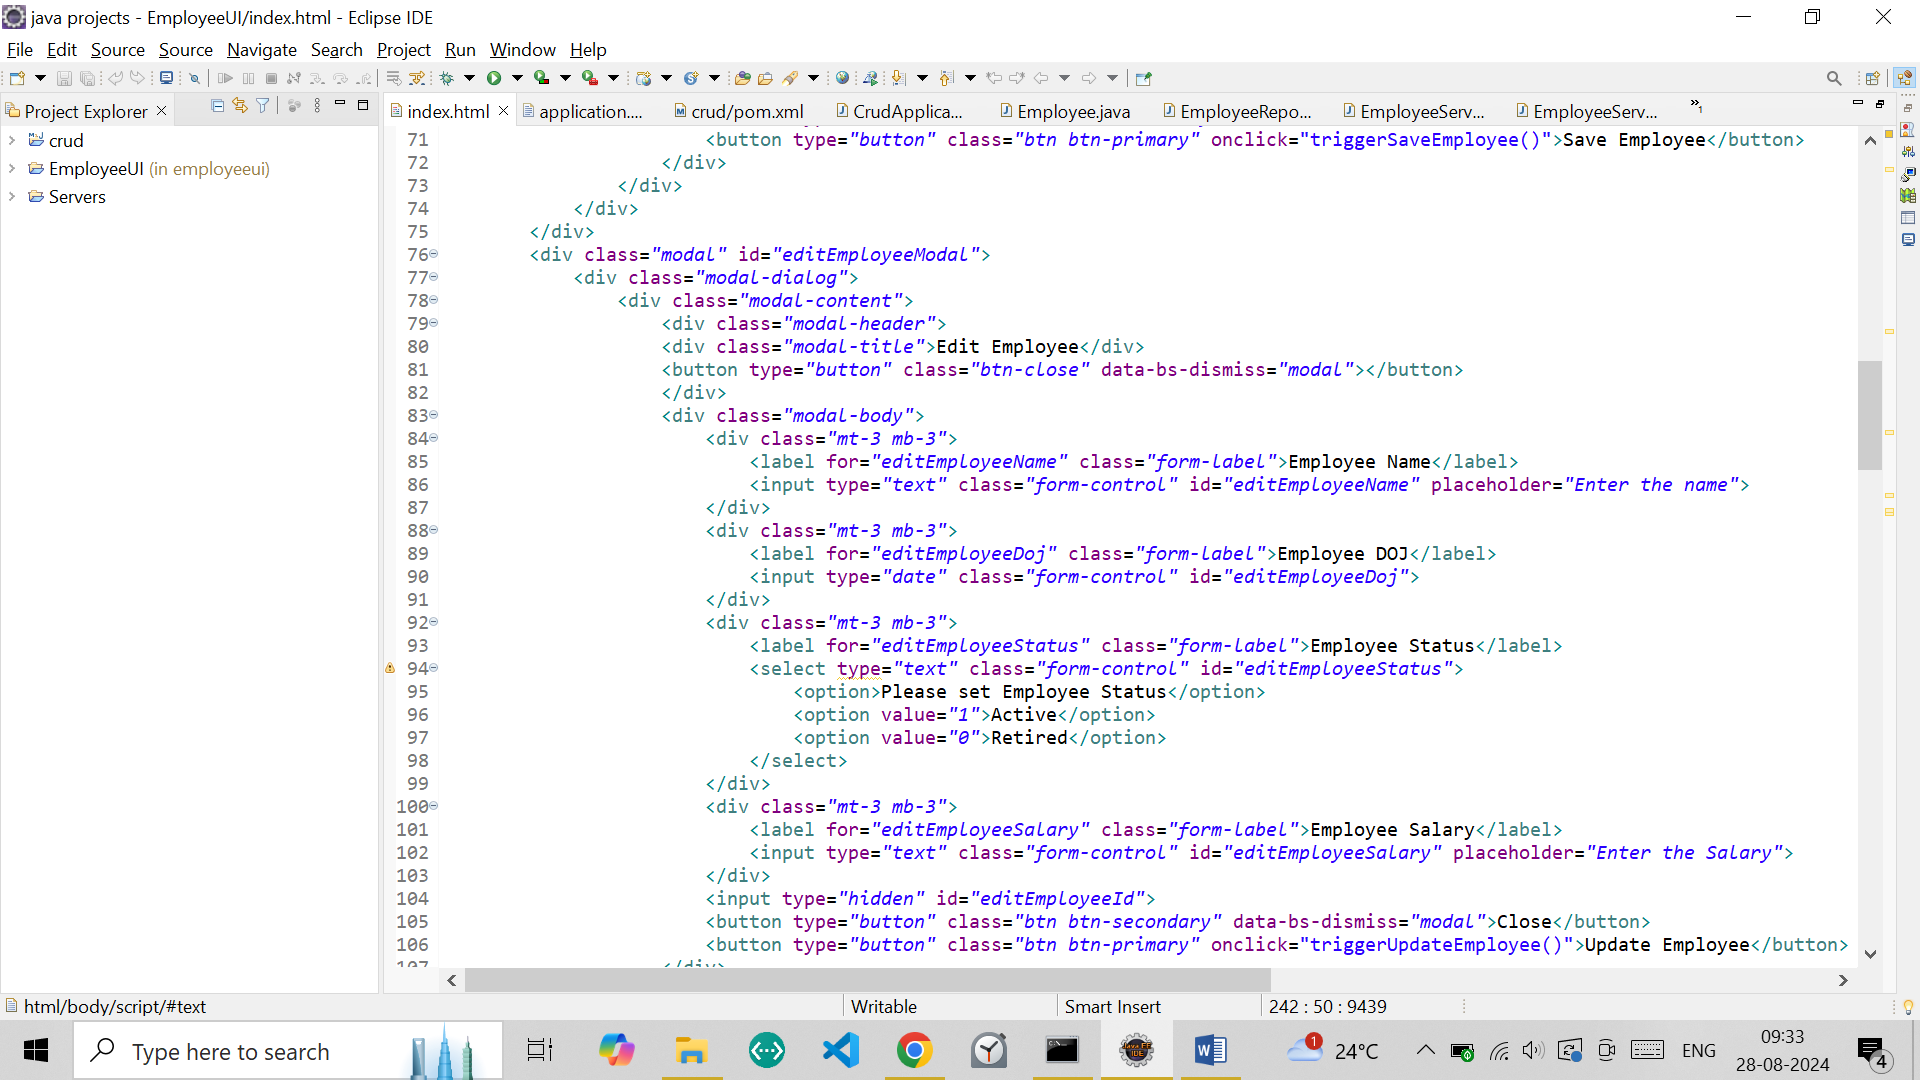 java projects - EmployeeUI/index.html - Eclipse IDE
File Edit Source Source Navigate Search Project Run Window Help
Project Explorer
index.html
application....
crud/pom.xml
CrudApplica...
Employee.java
EmployeeRepo...
EmployeeServ...
EmployeeServ...
»1
crud
EmployeeUI (in employeeui)
Servers
71 <button type="button" class="btn btn-primary" onclick="triggerSaveEmployee()">Save Employee</button>
72 </div>
73 </div>
74 </div>
75 </div>
76 <div class="modal" id="editEmployeeModal">
77 <div class="modal-dialog">
78 <div class="modal-content">
79 <div class="modal-header">
80 <div class="modal-title">Edit Employee</div>
81 <button type="button" class="btn-close" data-bs-dismiss="modal"></button>
82 </div>
83 <div class="modal-body">
84 <div class="mt-3 mb-3">
85 <label for="editEmployeeName" class="form-label">Employee Name</label>
86 <input type="text" class="form-control" id="editEmployeeName" placeholder="Enter the name">
87 </div>
88 <div class="mt-3 mb-3">
89 <label for="editEmployeeDoj" class="form-label">Employee DOJ</label>
90 <input type="date" class="form-control" id="editEmployeeDoj">
91 </div>
92 <div class="mt-3 mb-3">
93 <label for="editEmployeeStatus" class="form-label">Employee Status</label>
94 <select type="text" class="form-control" id="editEmployeeStatus">
95 <option>Please set Employee Status</option>
96 <option value="1">Active</option>
97 <option value="0">Retired</option>
98 </select>
99 </div>
100 <div class="mt-3 mb-3">
101 <label for="editEmployeeSalary" class="form-label">Employee Salary</label>
102 <input type="text" class="form-control" id="editEmployeeSalary" placeholder="Enter the Salary">
103 </div>
104 <input type="hidden" id="editEmployeeId">
105 <button type="button" class="btn btn-secondary" data-bs-dismiss="modal">Close</button>
106 <button type="button" class="btn btn-primary" onclick="triggerUpdateEmployee()">Update Employee</button>
107 </div>
html/body/script/#text
Writable
Smart Insert
242 : 50 : 9439
Type here to search
1
24°C
ENG
09:33
28-08-2024
4